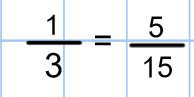 1/3 = 5/15